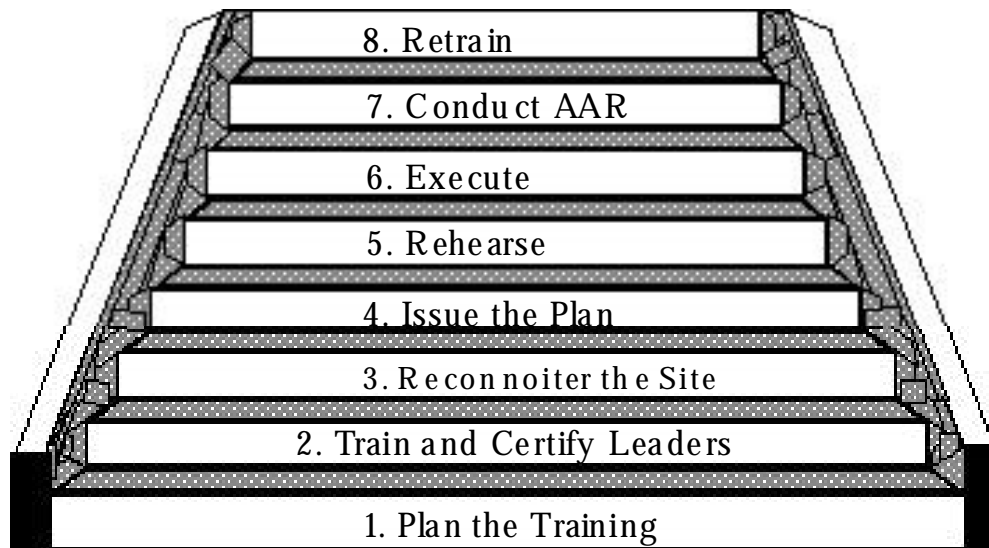 8. Retrain
7. Conduct AAR
6. Execute
5. Rehearse
4. Issue the Plan
3. Reconnoiter the Site
2. Train and Certify Leaders
1. Plan the Training